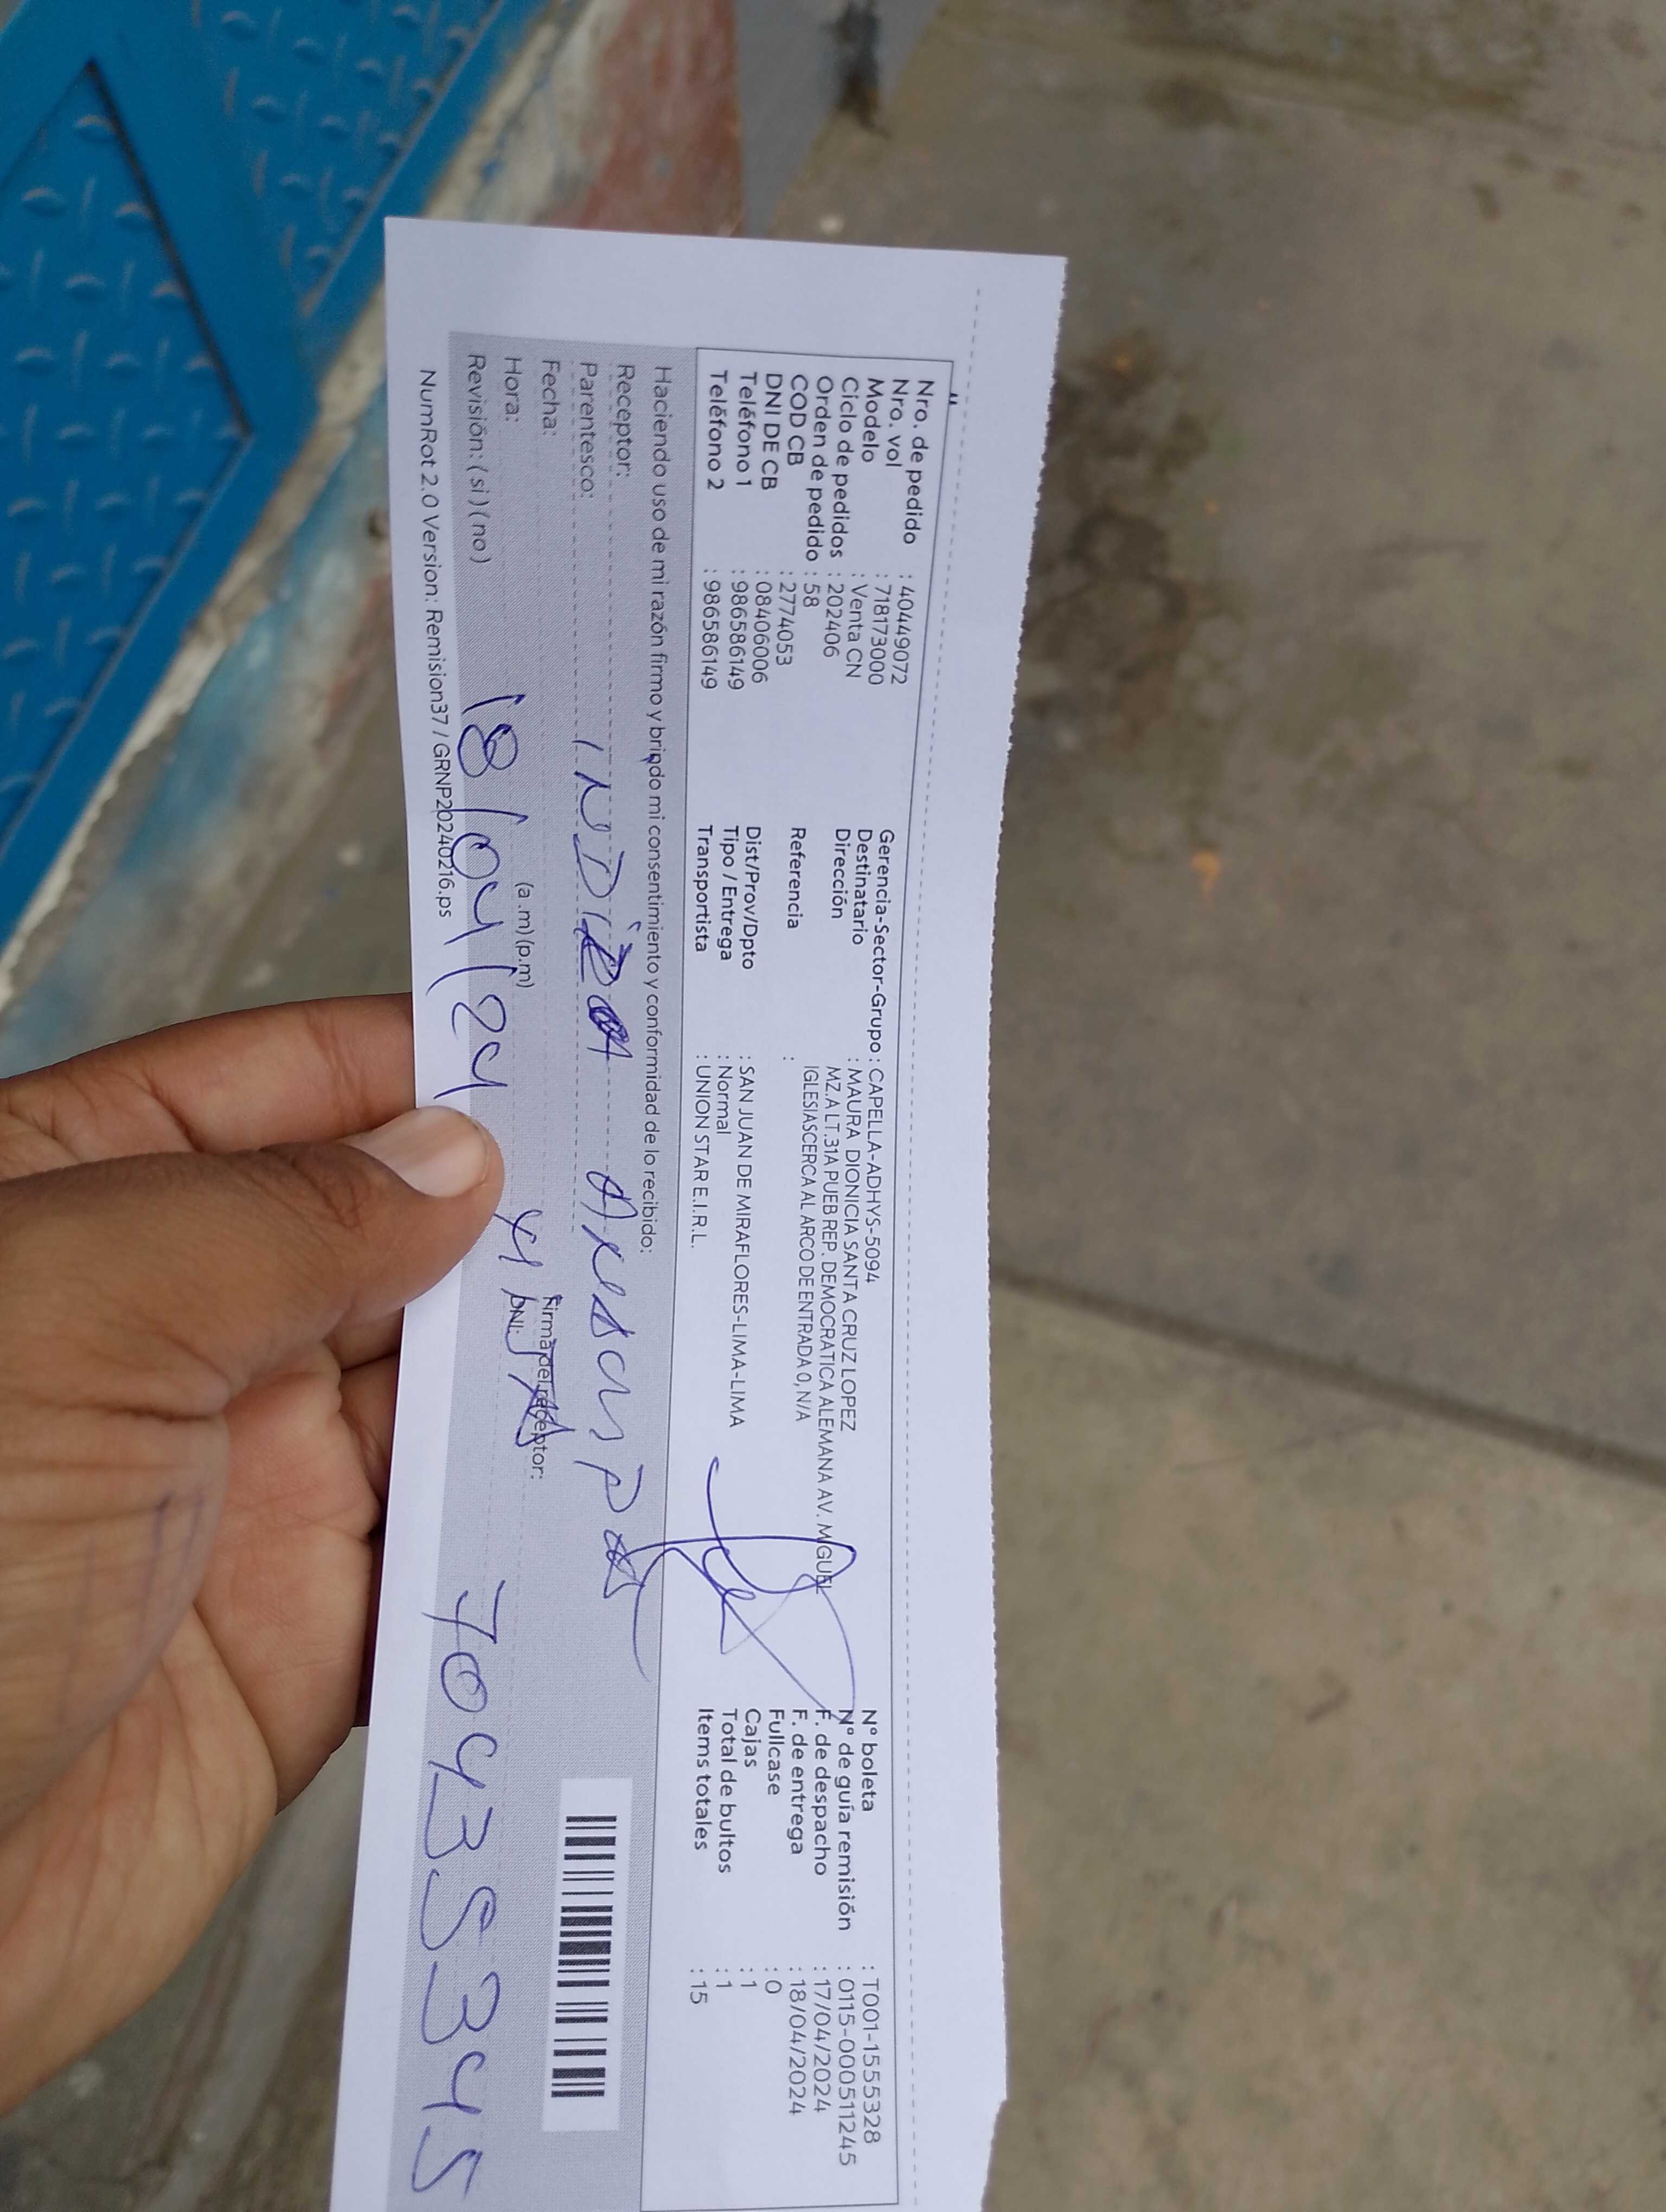 Nro. de pedido : 40449072
Nro. vol : 718173000
Modelo : Venta CN
Ciclo de pedidos : 202406
Orden de pedido : 58
COD CB : 2774053
DNI DE CB : 08406006
Teléfono 1 : 986586149
Teléfono 2 : 986586149
Gerencia-Sector-Grupo : CAPELLA-ADHYS-5094
Destinatario : MAURA DIONICIA SANTA CRUZ LOPEZ
Dirección : MZ.A LT.31A PUEB REP. DEMOCRATICA ALEMANA AV. MIGUEL
IGLESIASCERCA AL ARCO DE ENTRADA 0, N/A
Referencia :
Dist/Prov/Dpto : SAN JUAN DE MIRAFLORES-LIMA-LIMA
Tipo / Entrega : Normal
Transportista : UNION STAR E.I.R.L.
N° boleta : T001-1555328
N° de guía remisión : 0115-000511245
F. de despacho : 17/04/2024
F. de entrega : 18/04/2024
Fullcase : 0
Cajas : 1
Total de bultos : 1
Items totales : 15
Haciendo uso de mi razón firmo y brindo mi consentimiento y conformidad de lo recibido:
Receptor:
Parentesco:
INDIRA
Fecha:
Hora: (a.m) (p.m)
Firma del receptor:
DNI:
Revisión: ( si ) ( no )
18/04/24
70435345
NumRot 2.0 Version: Remision37 / GRNP20240216.ps